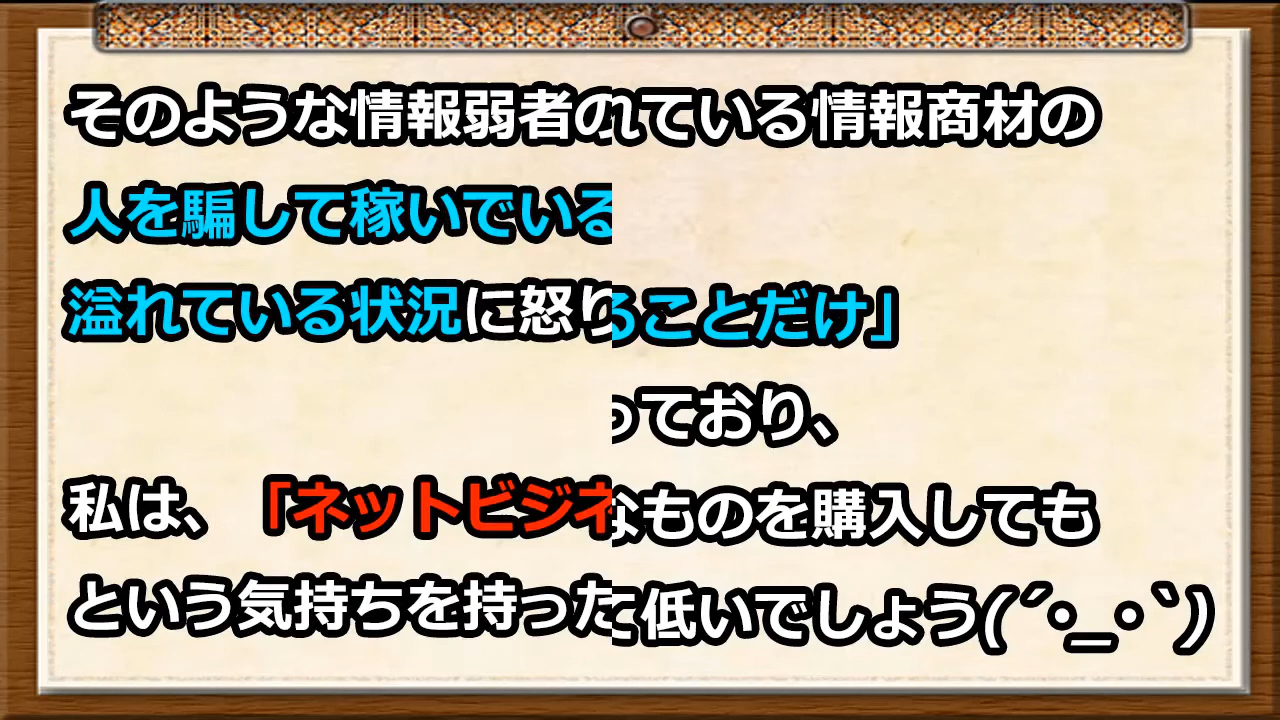 そのような情報弱者のれている情報商材の
人を騙して稼いでいる
溢れている状況に怒りることだけ」
っており、
私は、「ネットビジネなものを購入しても
という気持ちを持ったに低いでしょう(´・_・`)